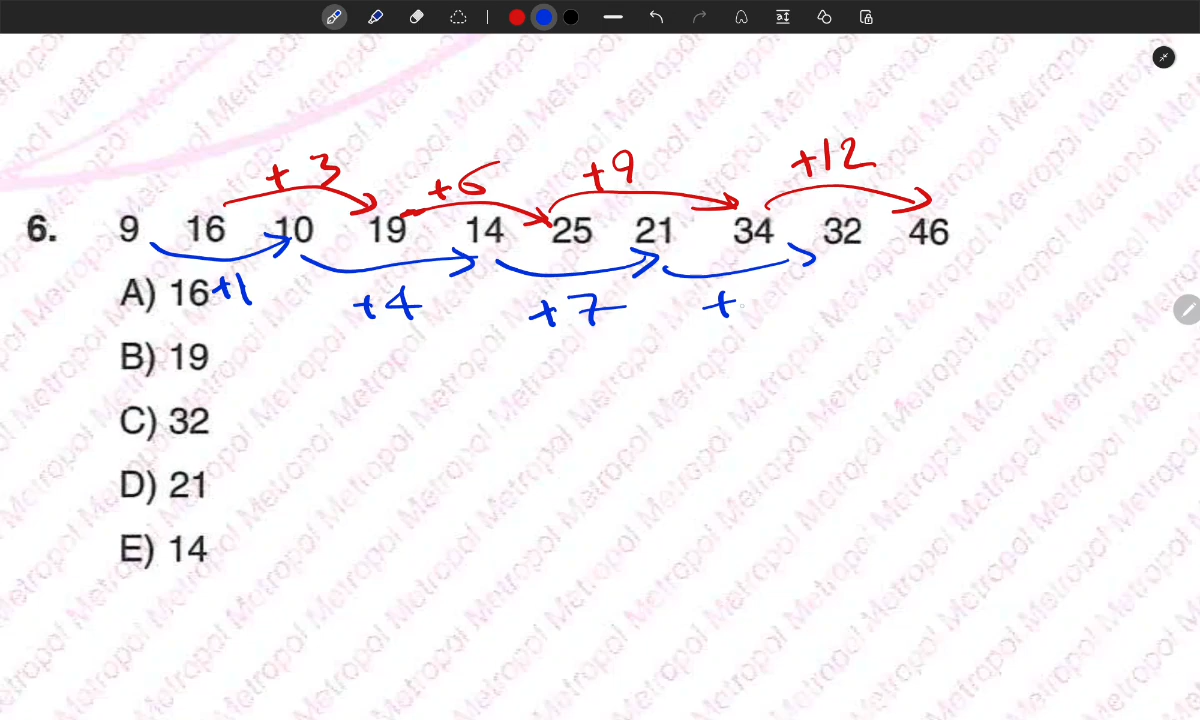 +3 +6 +9 +12
6. 9 16 10 19 14 25 21 34 32 46
+1 +4 +7 +
A) 16
B) 19
C) 32
D) 21
E) 14
Metropol